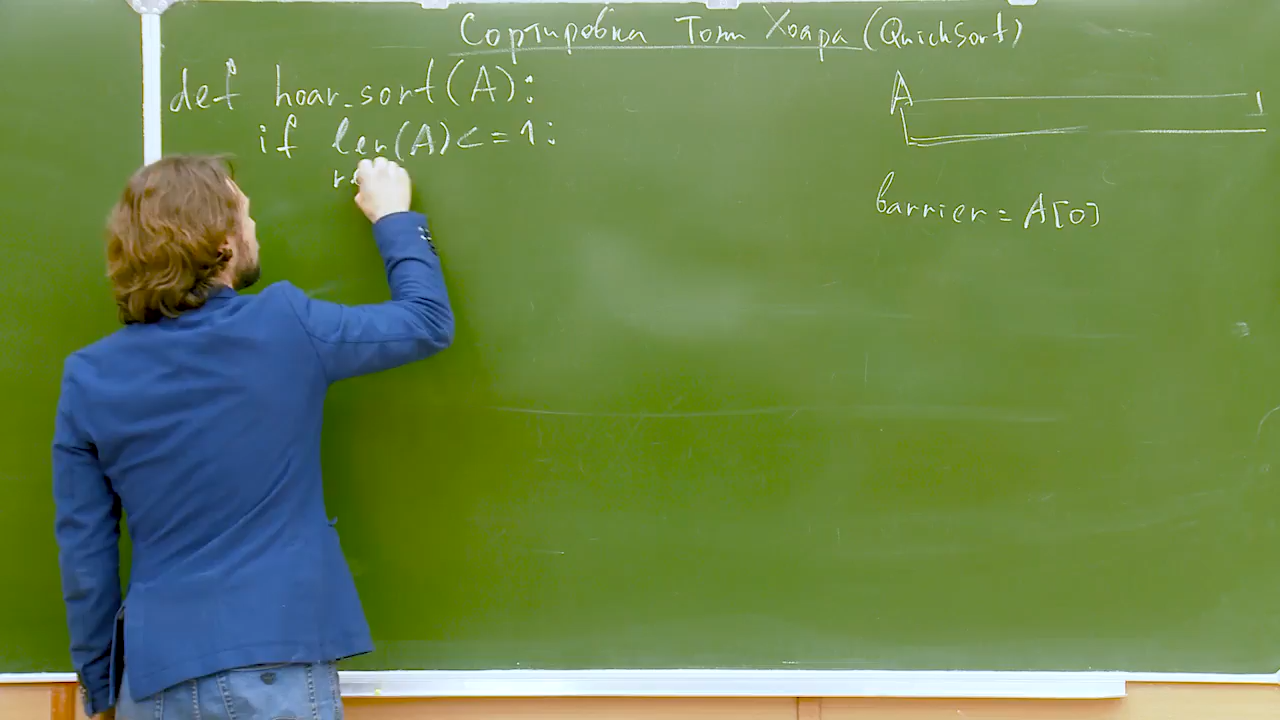 Сортировка Тони Хоара (QuickSort)
def hoar_sort(A):
if len(A)<=1:
A
barrier = A[0]